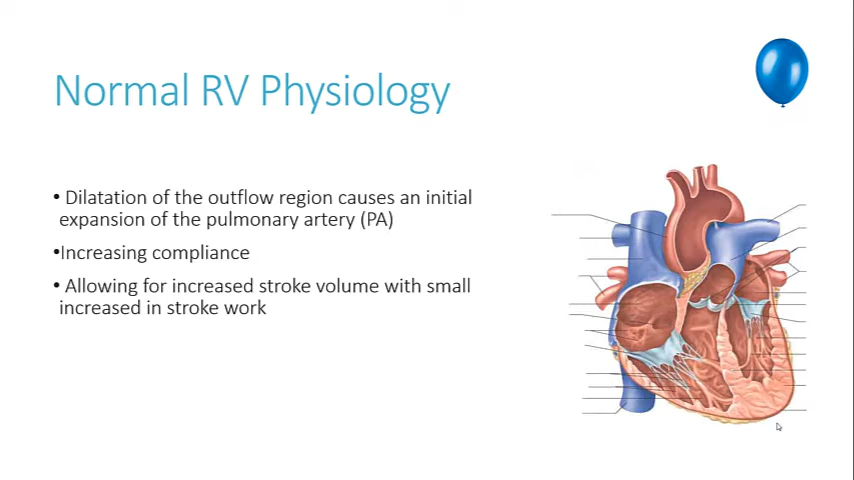 Normal RV Physiology
• Dilatation of the outflow region causes an initial
expansion of the pulmonary artery (PA)
•Increasing compliance
• Allowing for increased stroke volume with small
increased in stroke work